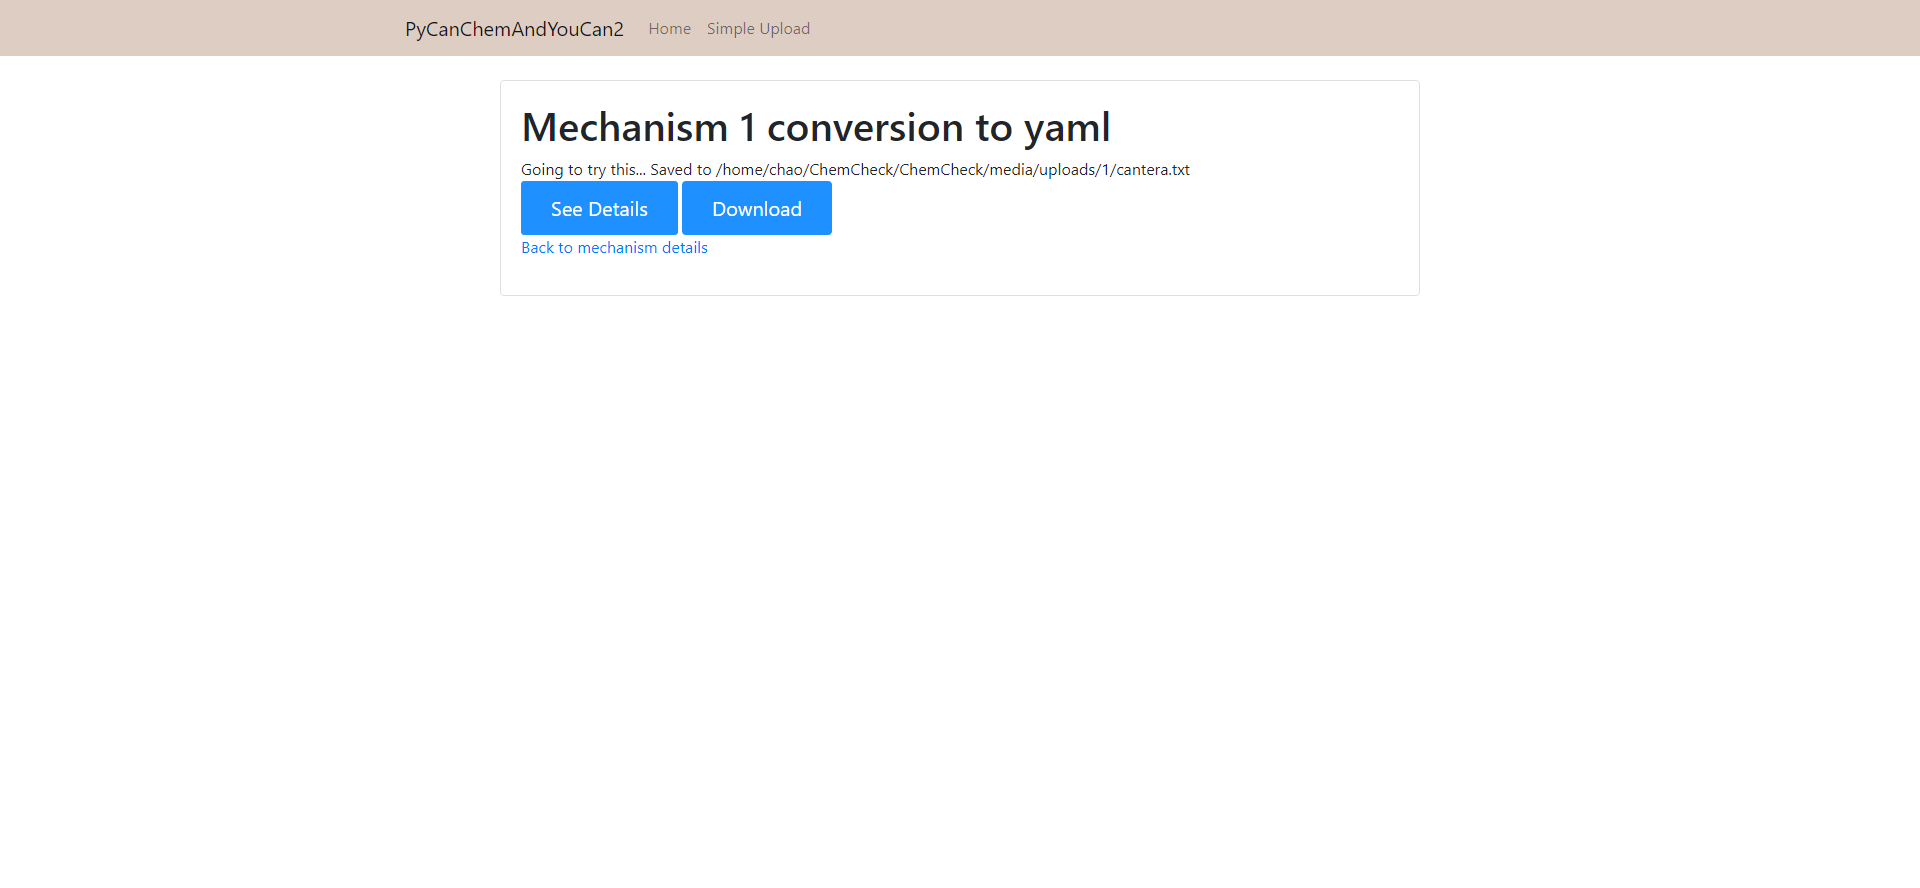 PyCanChemAndYouCan2 Home Simple Upload
Mechanism 1 conversion to yaml
Going to try this... Saved to /home/chao/ChemCheck/ChemCheck/media/uploads/1/cantera.txt
See Details Download
Back to mechanism details